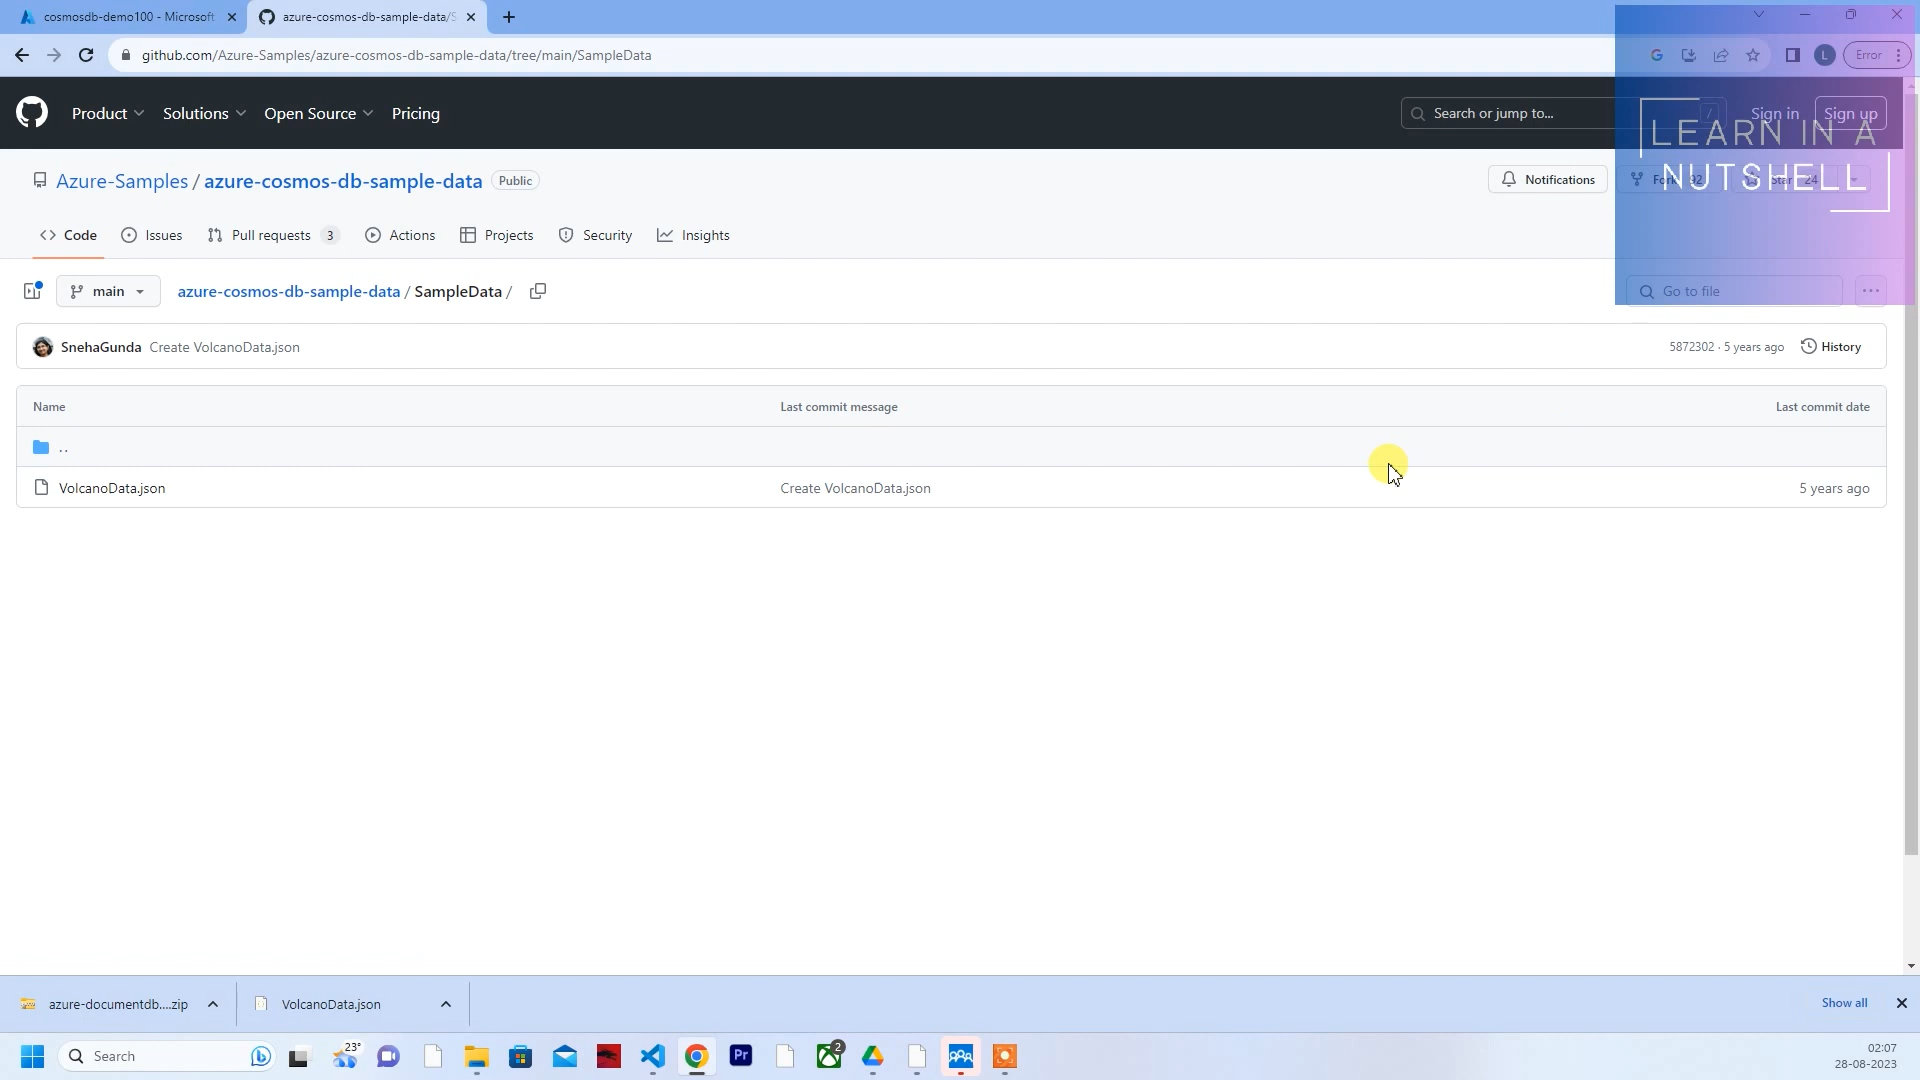 cosmosdb-demo100 - Microsoft
azure-cosmos-db-sample-data/S
github.com/Azure-Samples/azure-cosmos-db-sample-data/tree/main/SampleData
L
Error
Product
Solutions
Open Source
Pricing
Search or jump to...
/
Sign in
Sign up
LEARN IN A
NUTSHELL
Azure-Samples / azure-cosmos-db-sample-data
Public
Notifications
Fork 92
Star 24
Code
Issues
Pull requests 3
Actions
Projects
Security
Insights
main
azure-cosmos-db-sample-data / SampleData /
Go to file
SnehaGunda Create VolcanoData.json
5872302 · 5 years ago
History
Name
Last commit message
Last commit date
..
VolcanoData.json
Create VolcanoData.json
5 years ago
azure-documentdb....zip
VolcanoData.json
Show all
Search
23°
Pr
2
02:07
28-08-2023